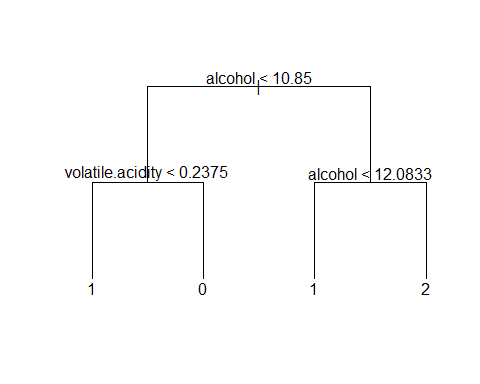 alcohol < 10.85
volatile.acidity < 0.2375
alcohol < 12.0833
1
0
1
2